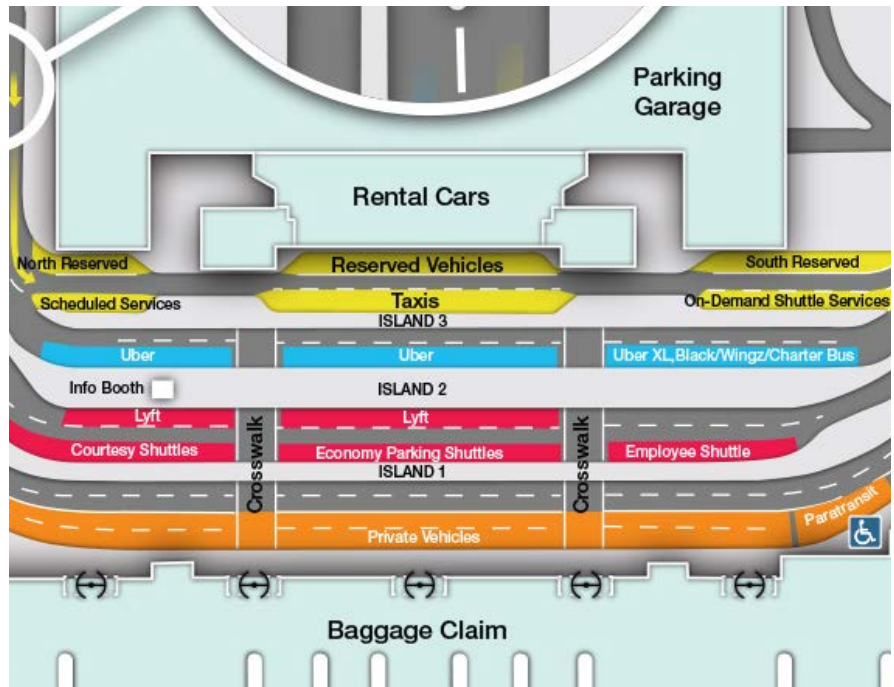 Parking
Garage
Rental Cars
North Reserved
Reserved Vehicles
South Reserved
Scheduled Services
Taxis
On-Demand Shuttle Services
ISLAND 3
Uber
Uber
Uber XL,Black/Wingz/Charter Bus
Info Booth
ISLAND 2
Lyft
Lyft
Courtesy Shuttles
Economy Parking Shuttles
Employee Shuttle
ISLAND 1
Crosswalk
Crosswalk
Paratransit
Private Vehicles
Baggage Claim